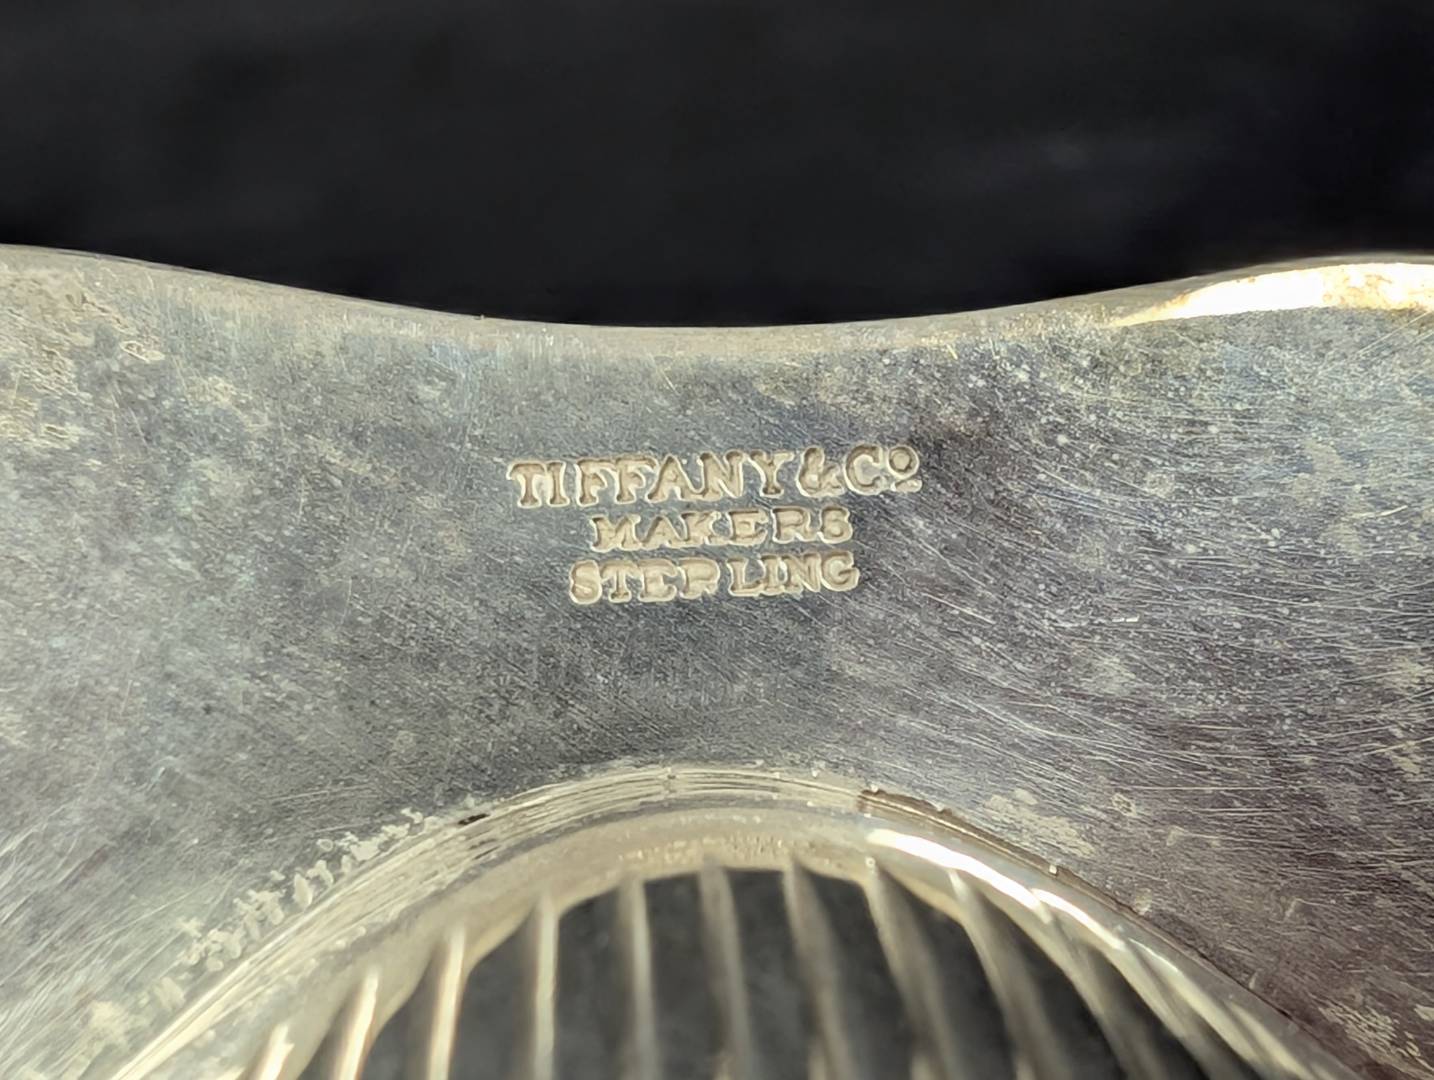 TIFFANY & Cº
MAKERS
STERLING